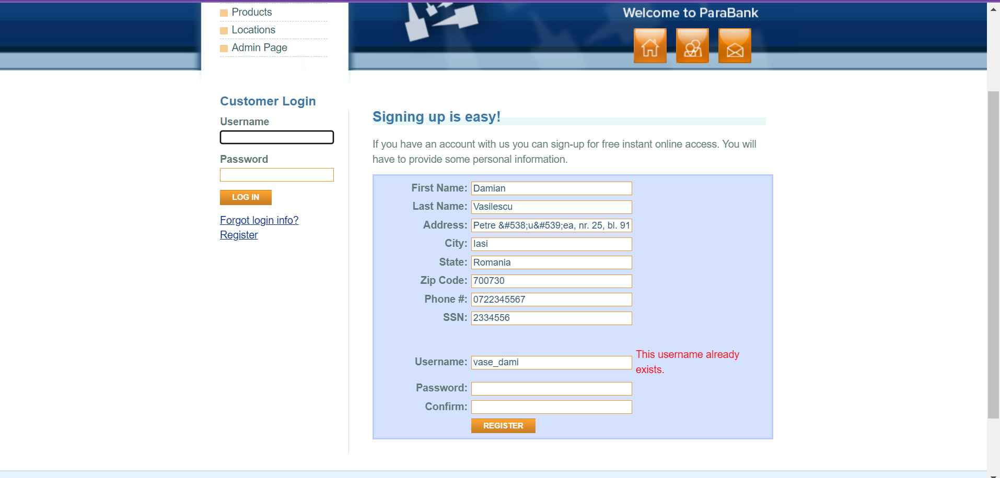 Products
Locations
Admin Page
Welcome to ParaBank
Customer Login
Username
Password
LOG IN
Forgot login info?
Register
Signing up is easy!
If you have an account with us you can sign-up for free instant online access. You will
have to provide some personal information.
First Name: Damian
Last Name: Vasilescu
Address: Petre &#538;u&#539;ea, nr. 25, bl. 91
City: Iasi
State: Romania
Zip Code: 700730
Phone #: 0722345567
SSN: 2334556
Username: vase_dami This username already
exists.
Password:
Confirm:
REGISTER